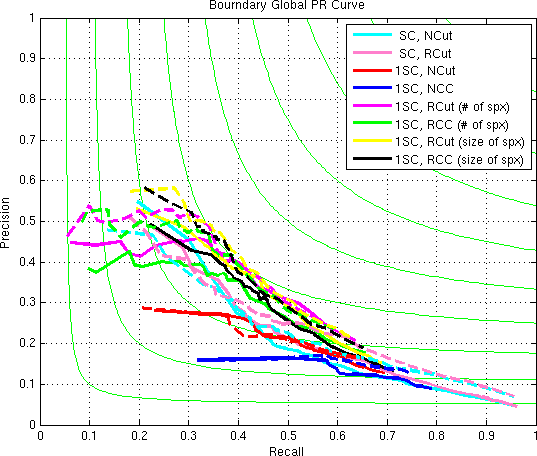 Bourndary Global PR Curve
SC, NCut
SC, RCut
1SC, NCut
1SC, NCC
1SC, RCut (# of spx)
1SC, RCC (# of spx)
1SC, RCut (size of spx)
1SC, RCC (size of spx)
Precision
1
0.9
0.8
0.7
0.6
0.5
0.4
0.3
0.2
0.1
0
0 0.1 0.2 0.3 0.4 0.5 0.6 0.7 0.8 0.9 1
Recall